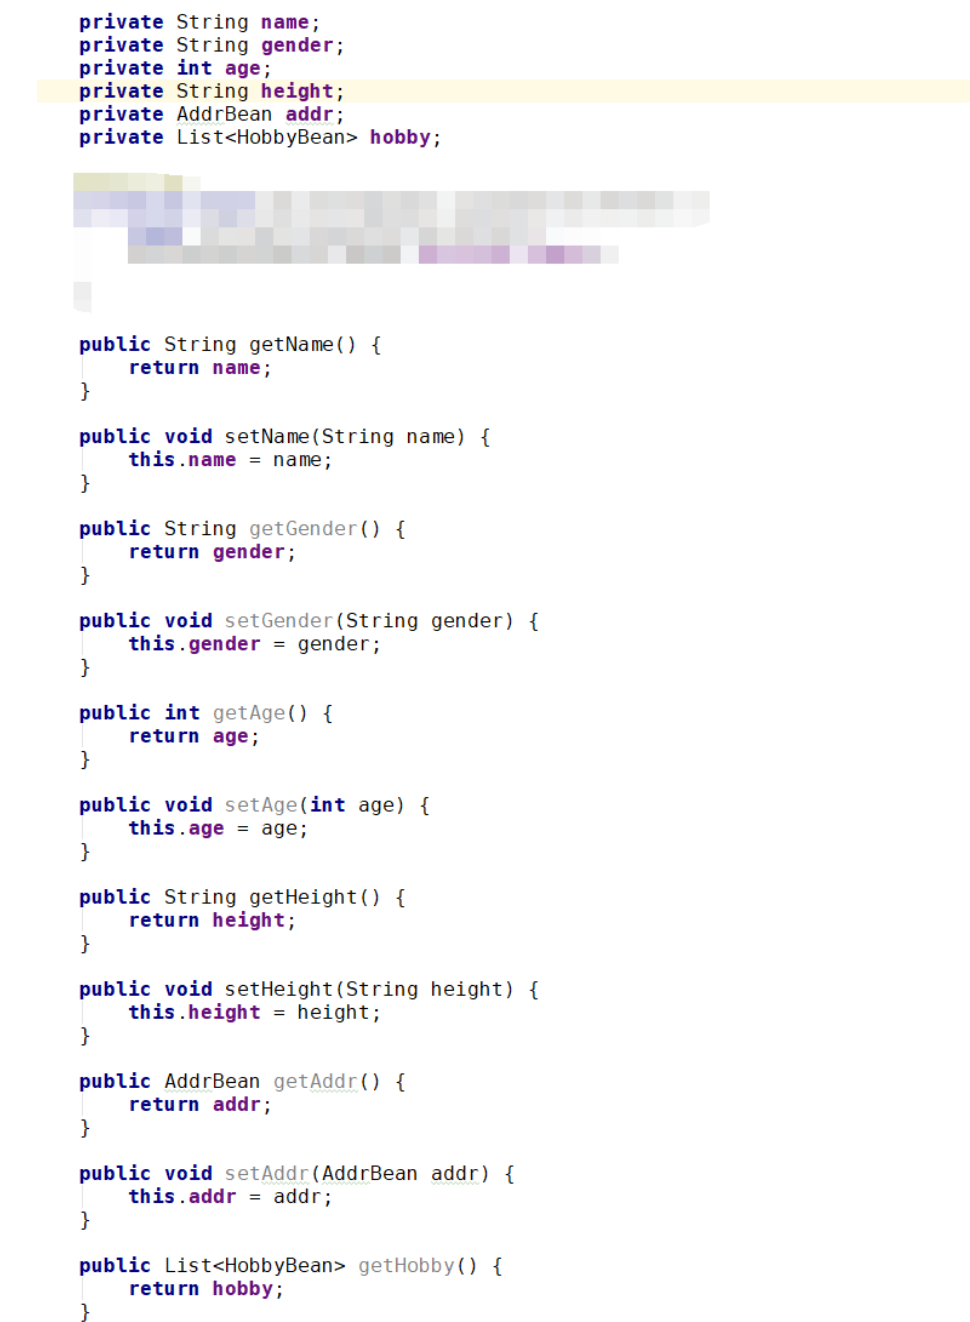 private String name;
private String gender;
private int age;
private String height;
private AddrBean addr;
private List<HobbyBean> hobby;
public String getName() {
return name;
}
public void setName(String name) {
this.name = name;
}
public String getGender() {
return gender;
}
public void setGender(String gender) {
this.gender = gender;
}
public int getAge() {
return age;
}
public void setAge(int age) {
this.age = age;
}
public String getHeight() {
return height;
}
public void setHeight(String height) {
this.height = height;
}
public AddrBean getAddr() {
return addr;
}
public void setAddr(AddrBean addr) {
this.addr = addr;
}
public List<HobbyBean> getHobby() {
return hobby;
}